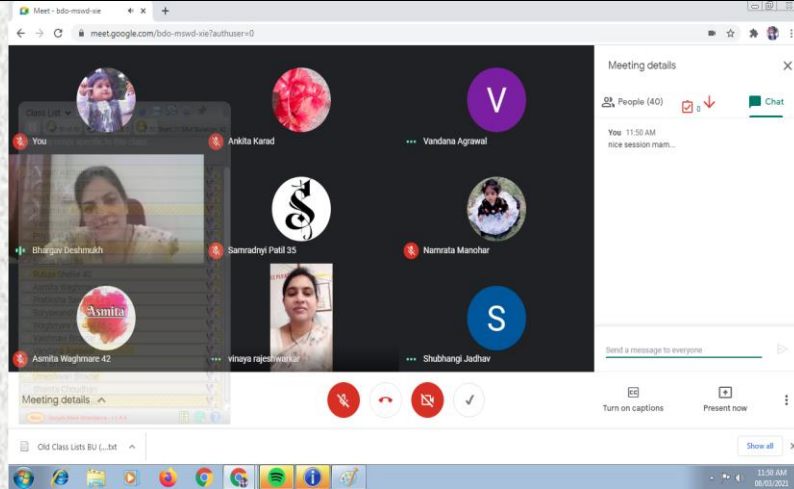 Meet - bdo-mswd-xie
meet.google.com/bdo-mswd-xie?authuser=0
Meeting details
People (40)
Chat
You 11:50 AM
nice session mam...
Class List
You
Ankita Karad
V
Vandana Agrawal
Bharguv Deshmukh
S
Samradnyi Patil 35
Namrata Manohar
Asmita
Asmita Waghmare 42
vinaya rajeshwarkar
S
Shubhangi Jadhav
Send a message to everyone
Meeting details
CC
Turn on captions
Present now
Old Class Lists BU (....txt
Show all
11:50 AM
08/03/2021